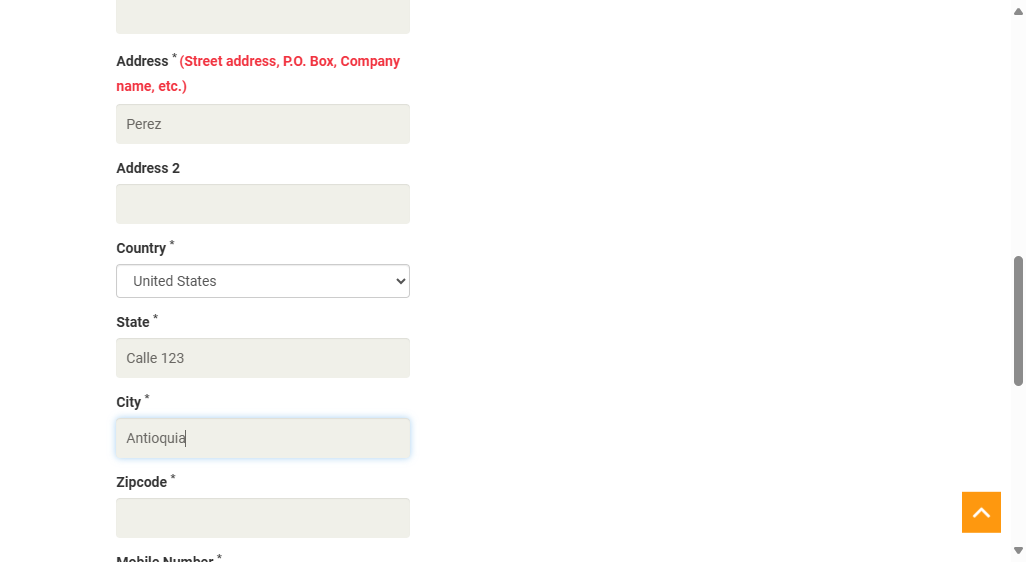 Address * (Street address, P.O. Box, Company
name, etc.)
Perez
Address 2
Country *
United States
State *
Calle 123
City *
Antioquia
Zipcode *
Mobile Number *